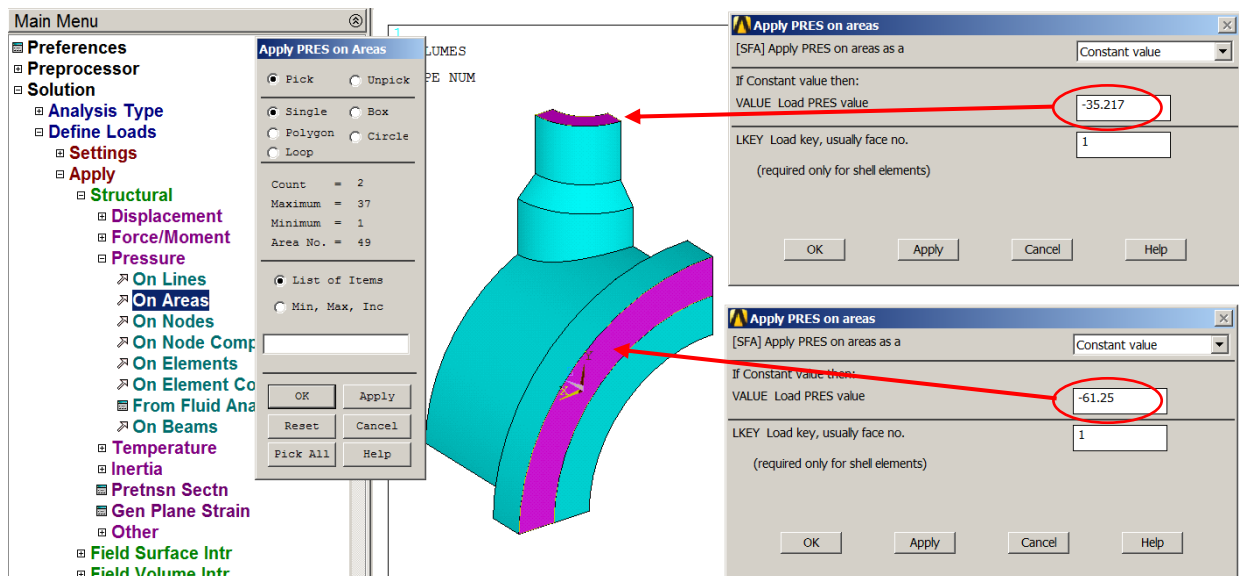 Main Menu
Preferences
Preprocessor
Solution
Analysis Type
Define Loads
Settings
Apply
Structural
Displacement
Force/Moment
Pressure
On Lines
On Areas
On Nodes
On Node Comp
On Elements
On Element Co
From Fluid Ana
On Beams
Temperature
Inertia
Pretnsn Sectn
Gen Plane Strain
Other
Field Surface Intr
Field Volume Intr
Apply PRES on Areas
Pick Unpick
Single Box
Polygon Circle
Loop
Count = 2
Maximum = 37
Minimum = 1
Area No. = 49
List of Items
Min, Max, Inc
OK Apply
Reset Cancel
Pick All Help
1
LUMES
PE NUM
Y
Apply PRES on areas
[SFA] Apply PRES on areas as a Constant value
If Constant value then:
VALUE Load PRES value -35.217
LKEY Load key, usually face no. 1
(required only for shell elements)
OK Apply Cancel Help
Apply PRES on areas
[SFA] Apply PRES on areas as a Constant value
If Constant value then:
VALUE Load PRES value -61.25
LKEY Load key, usually face no. 1
(required only for shell elements)
OK Apply Cancel Help